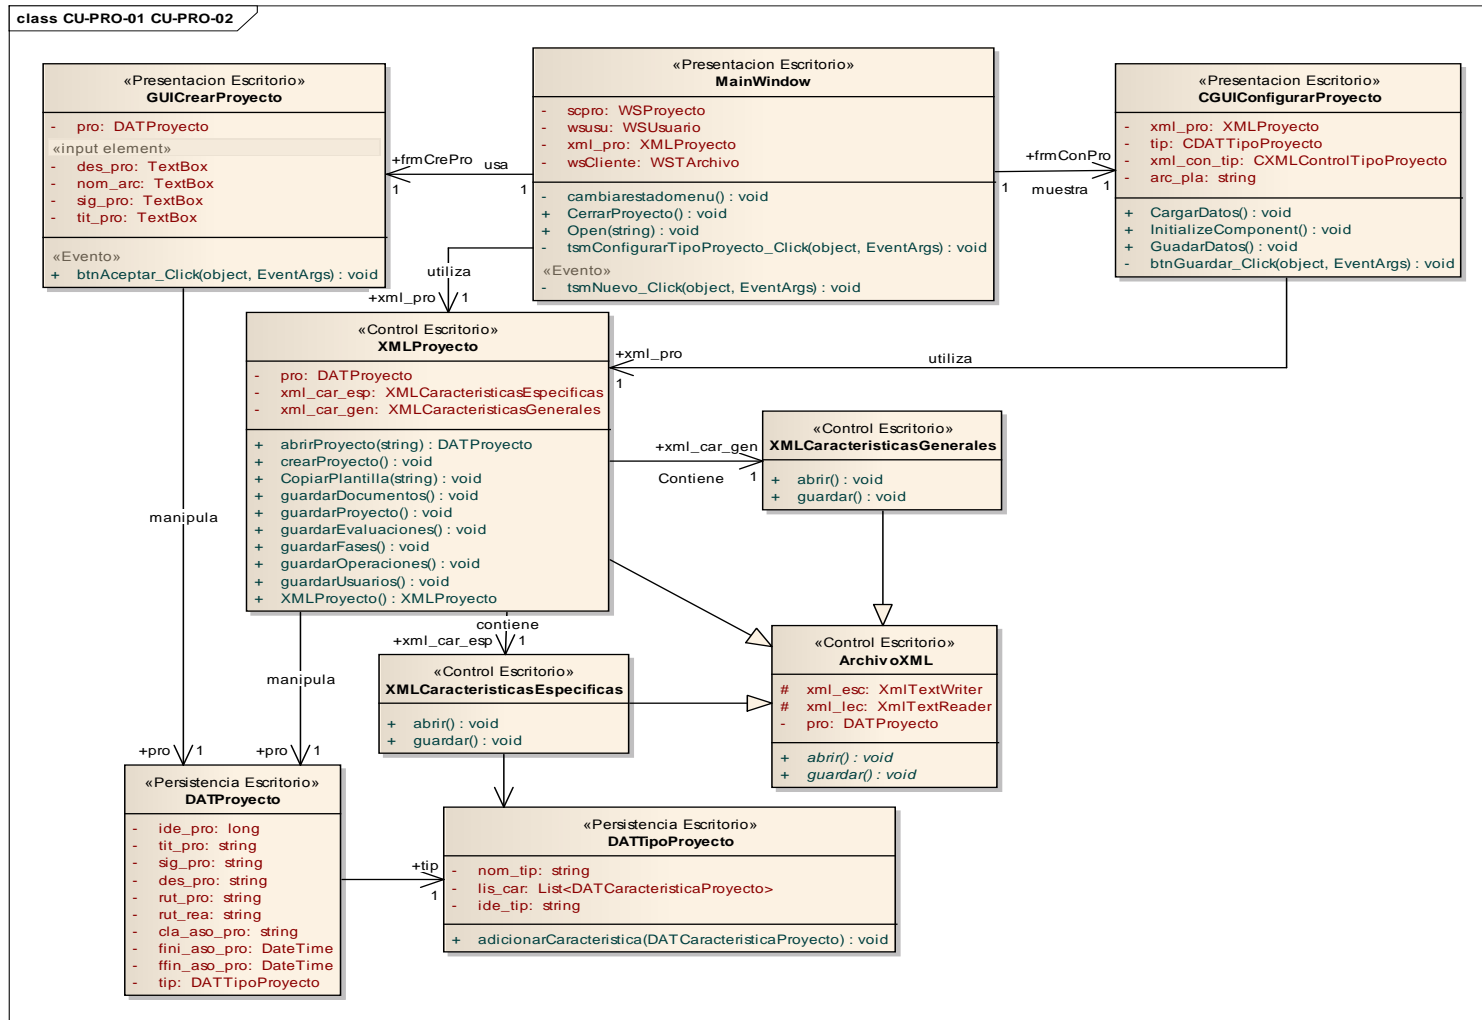 class CU-PRO-01 CU-PRO-02
«Presentacion Escritorio»
GUICrearProyecto
- pro: DATProyecto
«input element»
- des_pro: TextBox
- nom_arc: TextBox
- sig_pro: TextBox
- tit_pro: TextBox
«Evento»
+ btnAceptar_Click(object, EventArgs) : void
+frmCrePro
usa
1
1
«Presentacion Escritorio»
MainWindow
- scpro: WSProyecto
- wsusu: WSUsuario
- xml_pro: XMLProyecto
- wsCliente: WSTArchivo
- cambiarestadomenu() : void
+ CerrarProyecto() : void
+ Open(string) : void
- tsmConfigurarTipoProyecto_Click(object, EventArgs) : void
«Evento»
- tsmNuevo_Click(object, EventArgs) : void
+frmConPro
1
muestra
1
«Presentacion Escritorio»
CGUIConfigurarProyecto
- xml_pro: XMLProyecto
- tip: CDATTipoProyecto
- xml_con_tip: CXMLControlTipoProyecto
- arc_pla: string
+ CargarDatos() : void
+ InitializeComponent() : void
+ GuadarDatos() : void
- btnGuardar_Click(object, EventArgs) : void
utiliza
+xml_pro
1
«Control Escritorio»
XMLProyecto
- pro: DATProyecto
- xml_car_esp: XMLCaracteristicasEspecificas
- xml_car_gen: XMLCaracteristicasGenerales
+ abrirProyecto(string) : DATProyecto
+ crearProyecto() : void
+ CopiarPlantilla(string) : void
+ guardarDocumentos() : void
+ guardarProyecto() : void
+ guardarEvaluaciones() : void
+ guardarFases() : void
+ guardarOperaciones() : void
+ guardarUsuarios() : void
+ XMLProyecto() : XMLProyecto
+xml_pro
1
utiliza
+xml_car_gen
Contiene
1
«Control Escritorio»
XMLCaracteristicasGenerales
+ abrir() : void
+ guardar() : void
manipula
manipula
contiene
+xml_car_esp
1
«Control Escritorio»
XMLCaracteristicasEspecificas
+ abrir() : void
+ guardar() : void
«Control Escritorio»
ArchivoXML
# xml_esc: XmlTextWriter
# xml_lec: XmlTextReader
- pro: DATProyecto
+ abrir() : void
+ guardar() : void
+pro
1
+pro
1
«Persistencia Escritorio»
DATProyecto
- ide_pro: long
- tit_pro: string
- sig_pro: string
- des_pro: string
- rut_pro: string
- rut_rea: string
- cla_aso_pro: string
- fini_aso_pro: DateTime
- ffin_aso_pro: DateTime
- tip: DATTipoProyecto
+tip
1
«Persistencia Escritorio»
DATTipoProyecto
- nom_tip: string
- lis_car: List<DATCaracteristicaProyecto>
- ide_tip: string
+ adicionarCaracteristica(DATCaracteristicaProyecto) : void